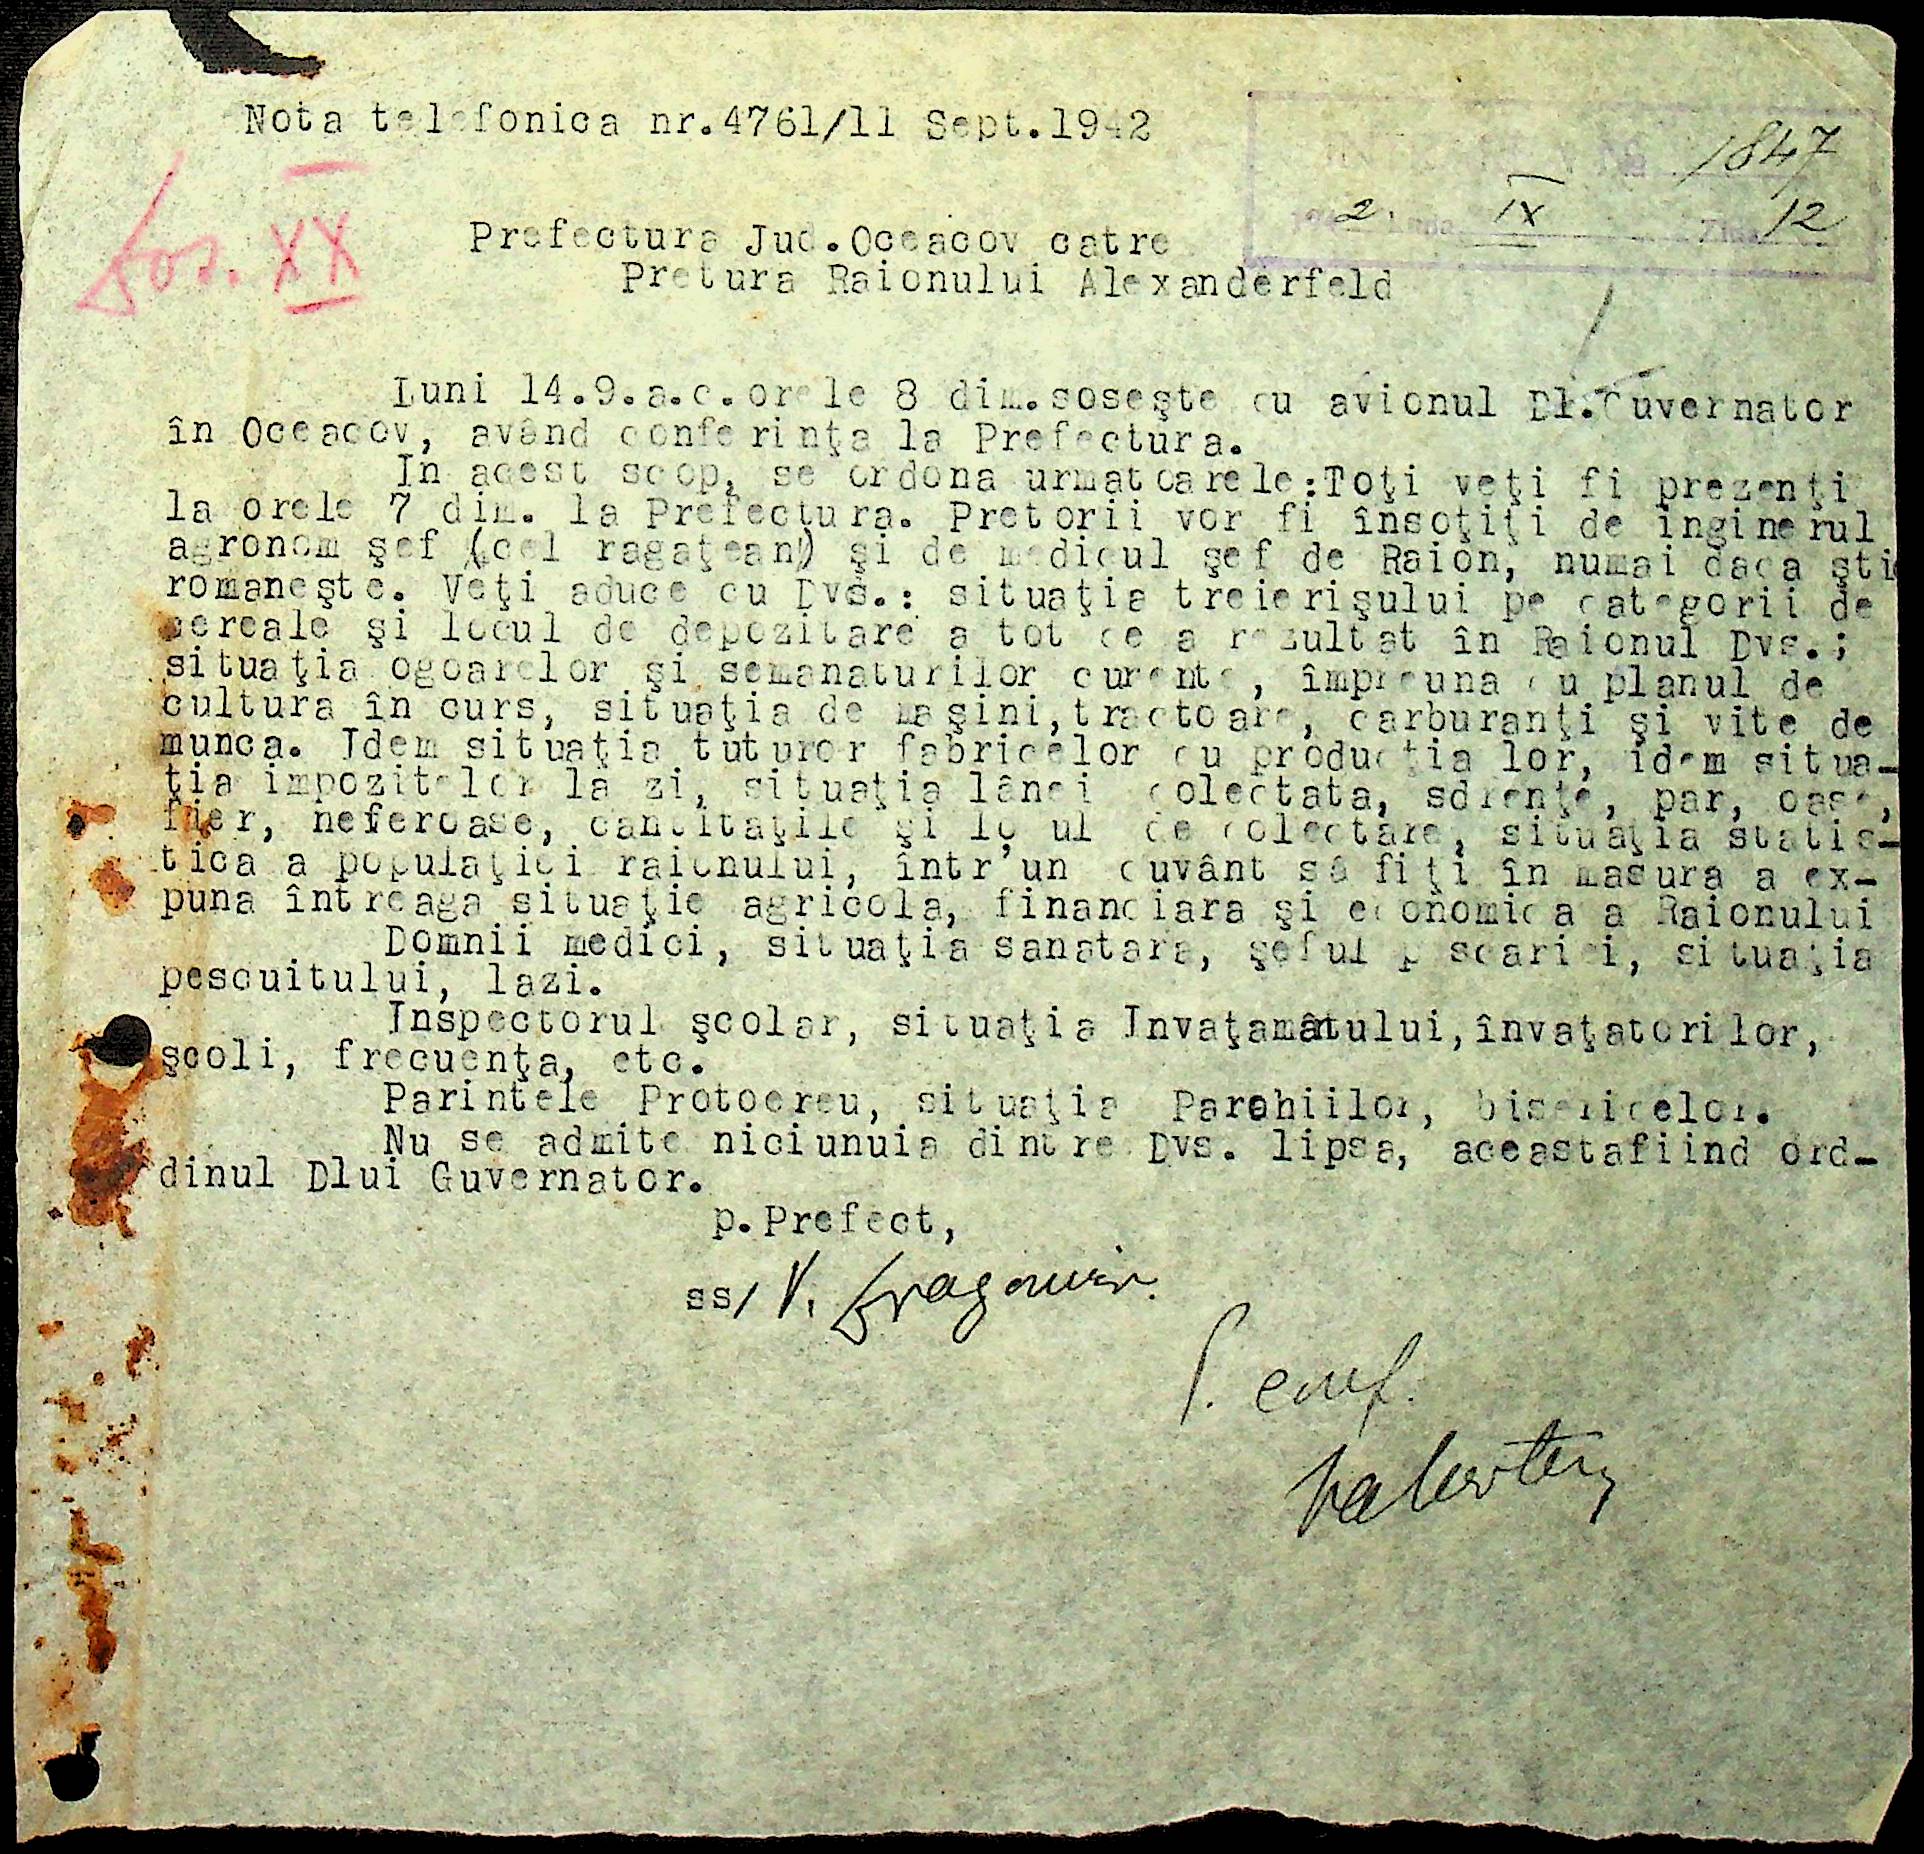 Nota telefonica nr.4761/11 Sept.1942
1847
2. IX 12
Dos. XX
Prefectura Jud.Oceacov catre
Pretura Raionului Alexanderfeld
Luni 14.9.a.c.orele 8 dim.soseşte cu avionul Dl.Guvernator
în Oceacov, având conferinţa la Prefectura.
In acest scop, se ordona urmatoarele:Toţi veţi fi prezenţi
la orele 7 dim. la Prefectura. Pretorii vor fi însoţiţi de inginerul
agronom şef (cel ragaţean) şi de medicul şef de Raion, numai daca ştie
romaneşte. Veţi aduce cu Dvs.: situaţia treierişului pe categorii de
cereale şi locul de depozitare a tot ce a rezultat în Raionul Dvs.;
situaţia ogoarelor şi semanaturilor curente, împreuna cu planul de
cultura în curs, situaţia de maşini,tractoare, carburanţi şi vite de
munca. Idem situaţia tuturor fabricelor cu producţia lor, idem situa-
ţia impozitelor la zi, situaţia lânei colectata, sdrenţe, par, oase,
fier, neferoase, cantitaţile şi locul de colectare, situaţia statis-
tica a populaţiei raionului, într'un cuvânt să fiţi în masura a ex-
puna întreaga situaţie agricola, financiara şi economica a Raionului
Domnii medici, situaţia sanatara, şeful pescariei, situaţia
pescuitului, lazi.
Inspectorul şcolar, situaţia Invaţamâtului,învaţatorilor,
şcoli, frecuenţa, etc.
Parintele Protoereu, situaţia Parohiilor, bisericelor.
Nu se admite niciunuia dintre Dvs. lipsa, aceastafiind ord-
dinul Dlui Guvernator.
p.Prefect,
ss/ V. Dragomir.
P. conf.